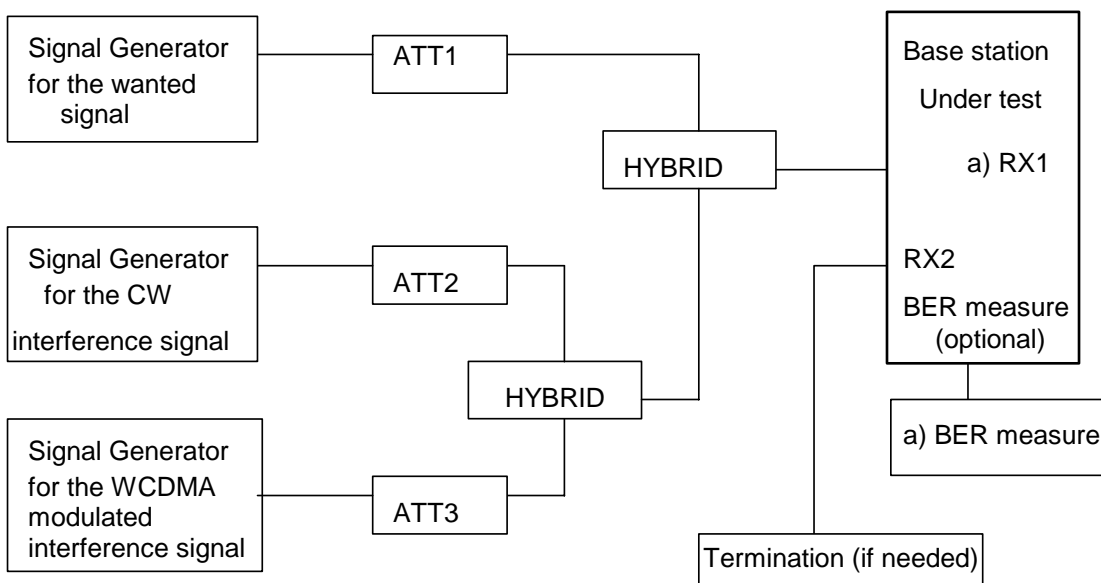 Signal Generator
for the wanted
signal
ATT1
HYBRID
Base station
Under test
a) RX1
RX2
BER measure
(optional)
a) BER measure
Signal Generator
for the CW
interference signal
ATT2
HYBRID
Signal Generator
for the WCDMA
modulated
interference signal
ATT3
Termination (if needed)